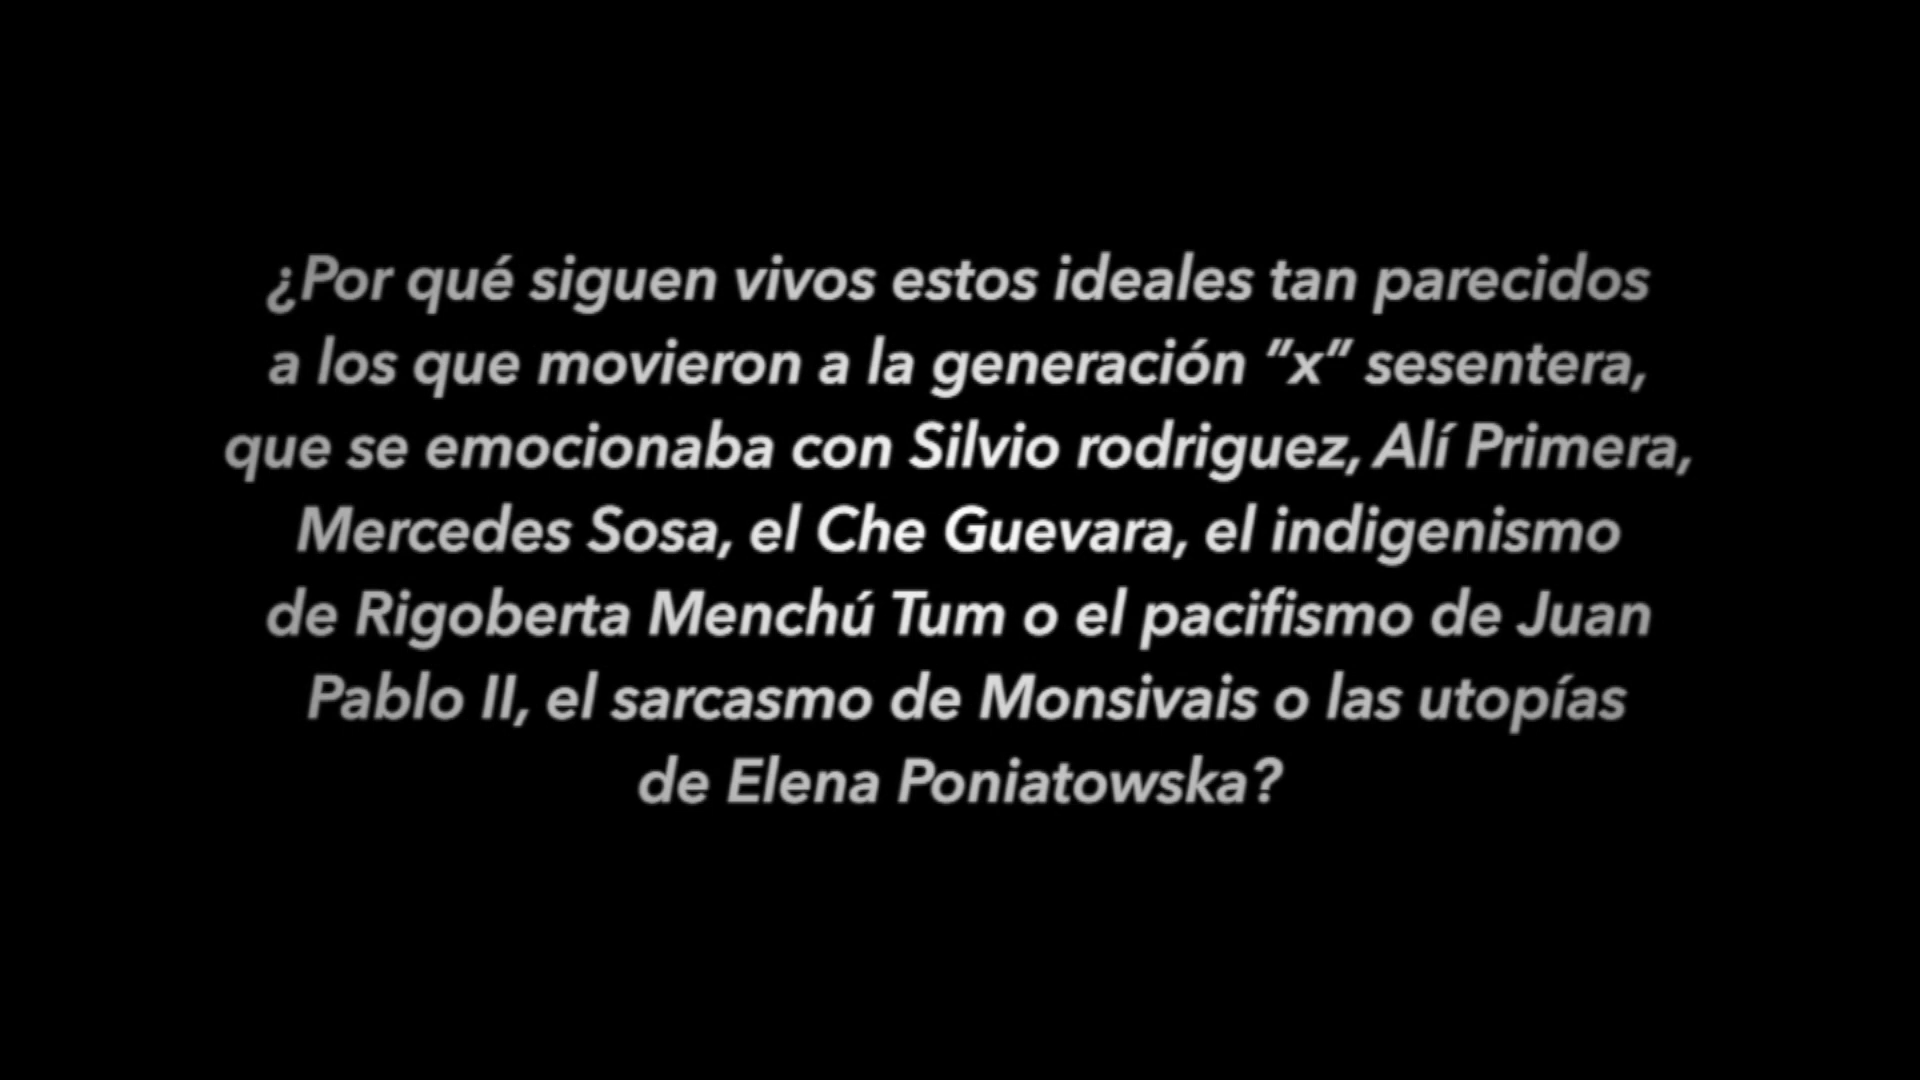 ¿Por qué siguen vivos estos ideales tan parecidos
a los que movieron a la generación "x" sesentera,
que se emocionaba con Silvio rodriguez, Alí Primera,
Mercedes Sosa, el Che Guevara, el indigenismo
de Rigoberta Menchú Tum o el pacifismo de Juan
Pablo II, el sarcasmo de Monsivais o las utopías
de Elena Poniatowska?